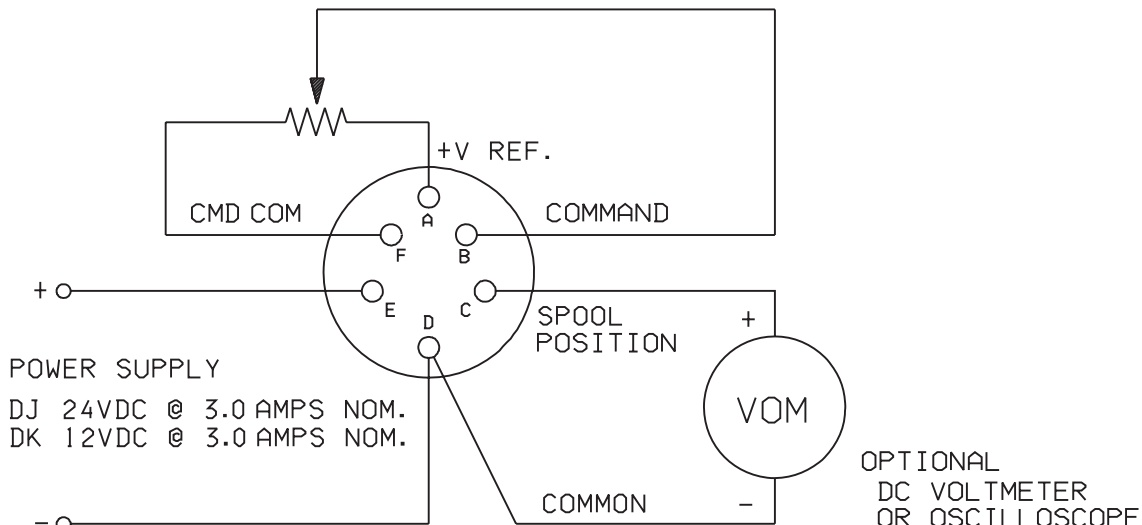 +V REF.
CMD COM
COMMAND
A
F
B
+
E
C
D
SPOOL
POSITION
+
POWER SUPPLY
DJ 24VDC @ 3.0 AMPS NOM.
DK 12VDC @ 3.0 AMPS NOM.
VOM
OPTIONAL
DC VOLTMETER
OR OSCILLOSCOPE
COMMON
-
-